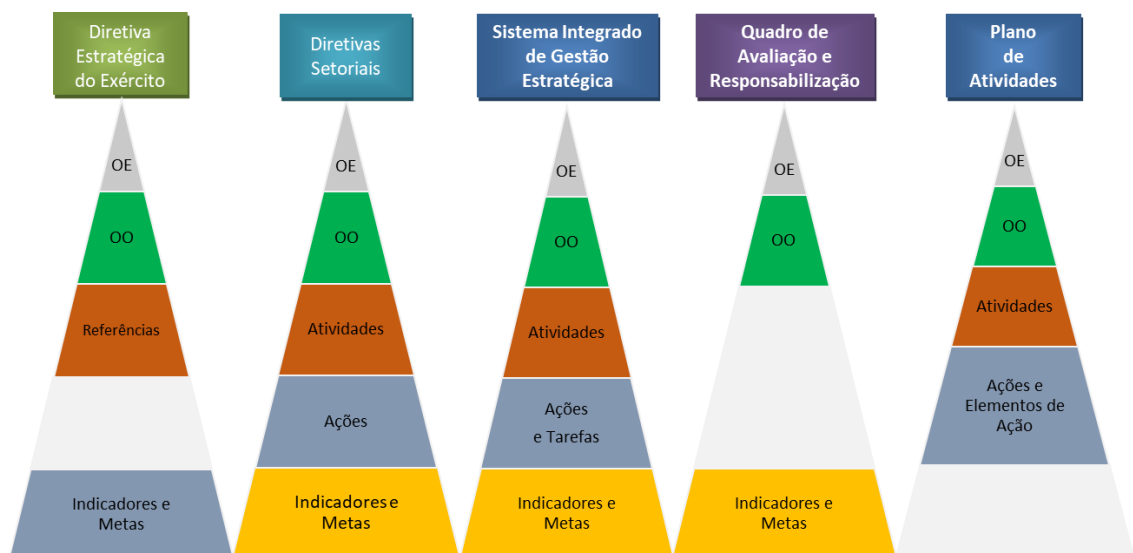 Diretiva
Estratégica
do Exército
Diretivas
Setoriais
Sistema Integrado
de Gestão
Estratégica
Quadro de
Avaliação e
Responsabilização
Plano
de
Atividades
OE
OO
Referências
Indicadores e
Metas
OE
OO
Atividades
Ações
Indicadores e
Metas
OE
OO
Atividades
Ações
e Tarefas
Indicadores e
Metas
OE
OO
Indicadores e
Metas
OE
OO
Atividades
Ações e
Elementos de
Ação